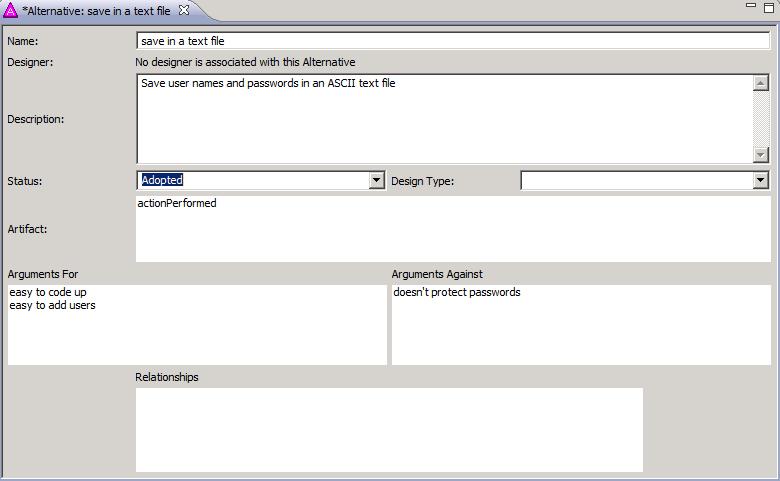 *Alternative: save in a text file
Name: save in a text file
Designer: No designer is associated with this Alternative
Description: Save user names and passwords in an ASCII text file
Status: Adopted Design Type:
Artifact: actionPerformed
Arguments For Arguments Against
easy to code up doesn't protect passwords
easy to add users
Relationships